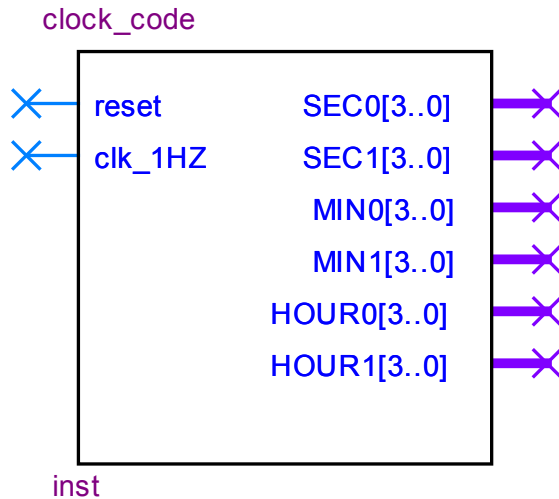 clock_code
reset SEC0[3..0]
clk_1HZ SEC1[3..0]
MIN0[3..0]
MIN1[3..0]
HOUR0[3..0]
HOUR1[3..0]
inst